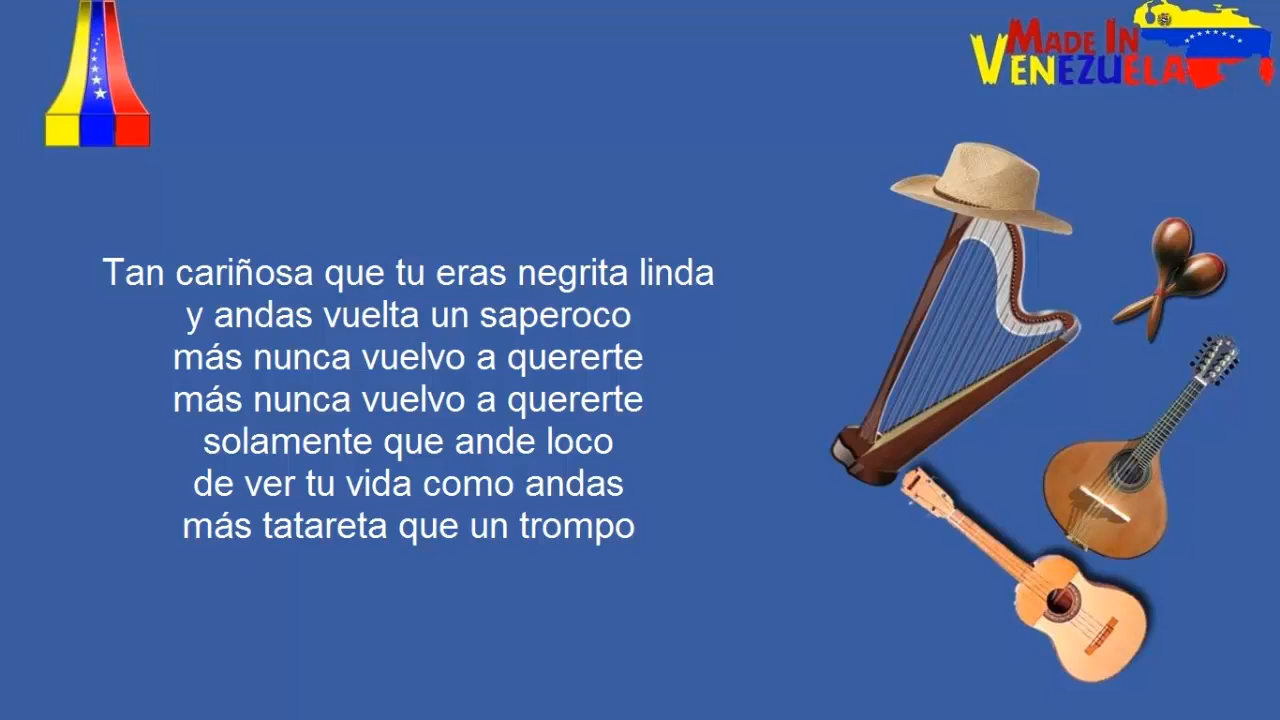 MADE IN
VENEZUELA
Tan cariñosa que tu eras negrita linda
y andas vuelta un saperoco
más nunca vuelvo a quererte
más nunca vuelvo a quererte
solamente que ande loco
de ver tu vida como andas
más tatareta que un trompo